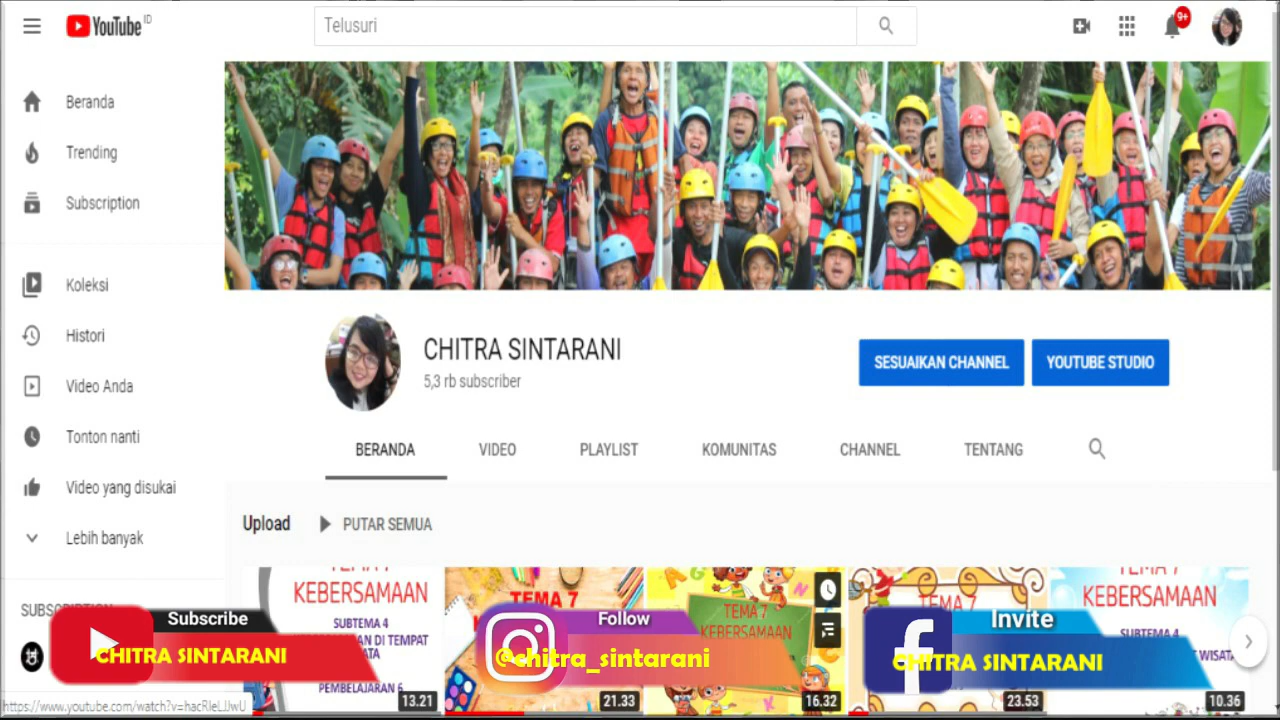 YouTube ID
Telusuri
9+
Beranda
Trending
Subscription
Koleksi
Histori
Video Anda
Tonton nanti
Video yang disukai
Lebih banyak
SUBSCRIPTION
CHITRA SINTARANI
5,3 rb subscriber
SESUAIKAN CHANNEL
YOUTUBE STUDIO
BERANDA
VIDEO
PLAYLIST
KOMUNITAS
CHANNEL
TENTANG
Upload
PUTAR SEMUA
TEMA 7
KEBERSAMAAN
SUBTEMA 4
DI TEMPAT
PEMBELAJARAN 6
13.21
TEMA 7
21.33
TEMA 7
KEBERSAMAAN
16.32
TEMA 7
23.53
TEMA 7
KEBERSAMAAN
SUBTEMA 4
WISATA
10.36
Subscribe
CHITRA SINTARANI
Follow
@chitra_sintarani
Invite
CHITRA SINTARANI
https://www.youtube.com/watch?v=hacRleLJJwU